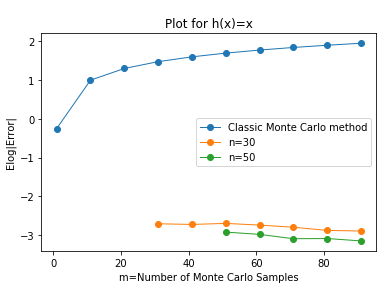 Plot for h(x)=x
2
1
0
−1
−2
−3
Elog|Error|
Classic Monte Carlo method
n=30
n=50
0 20 40 60 80
m=Number of Monte Carlo Samples